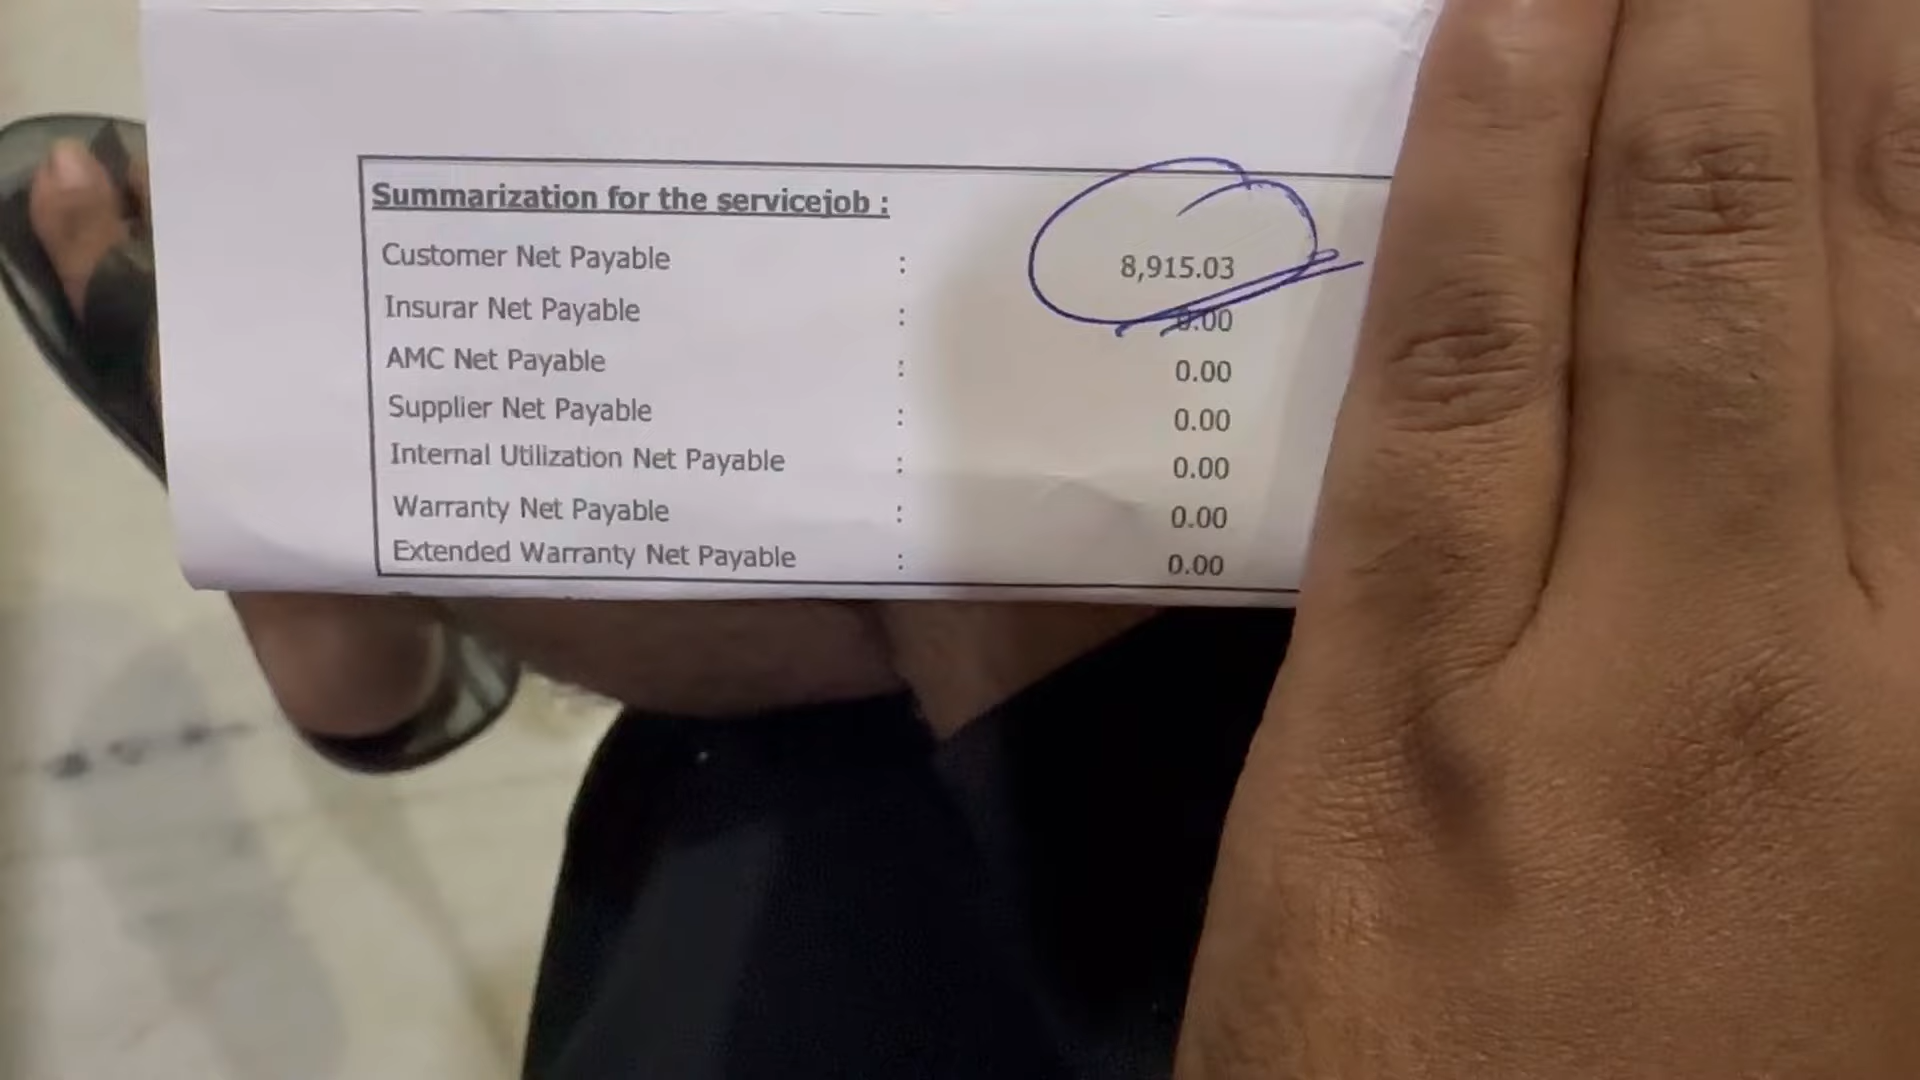 Summarization for the servicejob :
Customer Net Payable : 8,915.03
Insurar Net Payable : 0.00
AMC Net Payable : 0.00
Supplier Net Payable : 0.00
Internal Utilization Net Payable : 0.00
Warranty Net Payable : 0.00
Extended Warranty Net Payable : 0.00